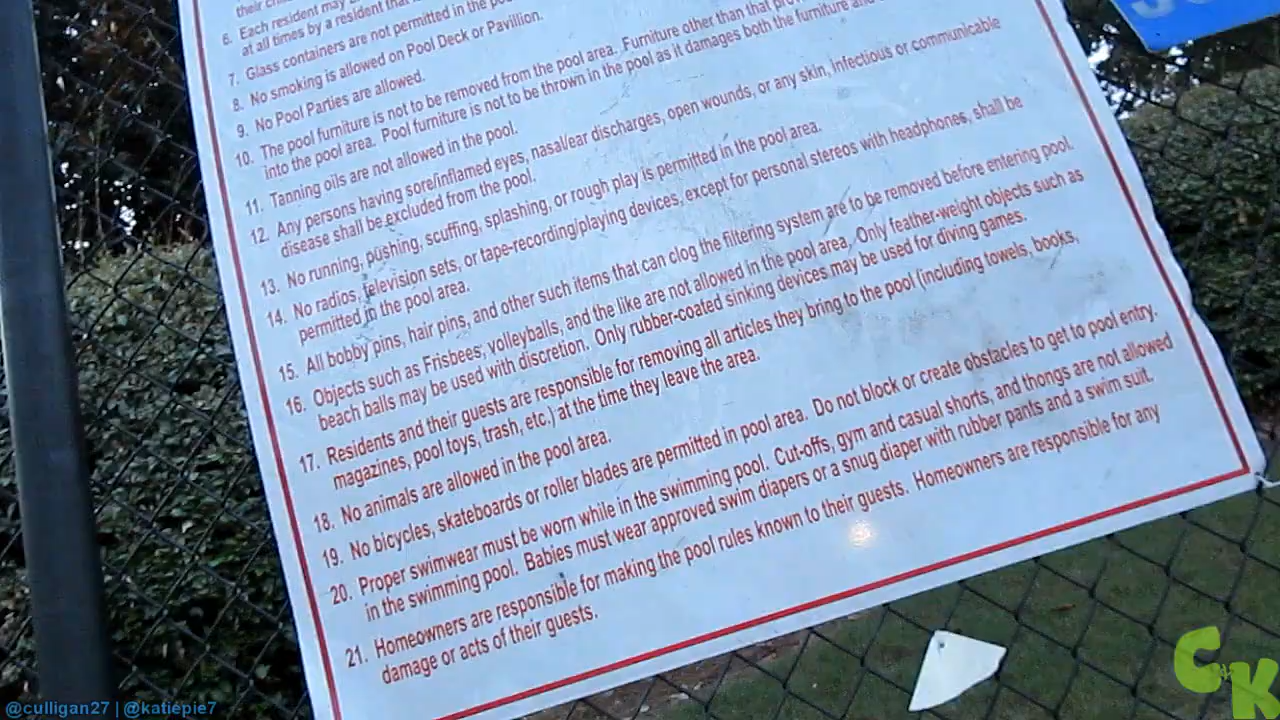 their
6. Each resident may
at all times by a resident that
7. Glass containers are not permitted in the
8. No smoking is allowed on Pool Deck or Pavillion.
9. No Pool Parties are allowed.
10. The pool furniture is not to be removed from the pool area. Furniture other than that
into the pool area. Pool furniture is not to be thrown in the pool as it damages both the furniture and
11. Tanning oils are not allowed in the pool.
12. Any persons having sore/inflamed eyes, nasal/ear discharges, open wounds, or any skin, infectious or communicable
disease shall be excluded from the pool.
13. No running, pushing, scuffing, splashing, or rough play is permitted in the pool area.
14. No radios, television sets, or tape-recording/playing devices, except for personal stereos with headphones, shall be
permitted in the pool area.
15. All bobby pins, hair pins, and other such items that can clog the filtering system are to be removed before entering pool.
16. Objects such as Frisbees, volleyballs, and the like are not allowed in the pool area. Only feather-weight objects such as
beach balls may be used with discretion. Only rubber-coated sinking devices may be used for diving games.
17. Residents and their guests are responsible for removing all articles they bring to the pool (including towels, books,
magazines, pool toys, trash, etc.) at the time they leave the area.
18. No animals are allowed in the pool area.
19. No bicycles, skateboards or roller blades are permitted in pool area. Do not block or create obstacles to get to pool entry.
20. Proper swimwear must be worn while in the swimming pool. Cut-offs, gym and casual shorts, and thongs are not allowed
in the swimming pool. Babies must wear approved swim diapers or a snug diaper with rubber pants and a swim suit.
21. Homeowners are responsible for making the pool rules known to their guests. Homeowners are responsible for any
damage or acts of their guests.
C+K
@culligan27 | @katiepie7